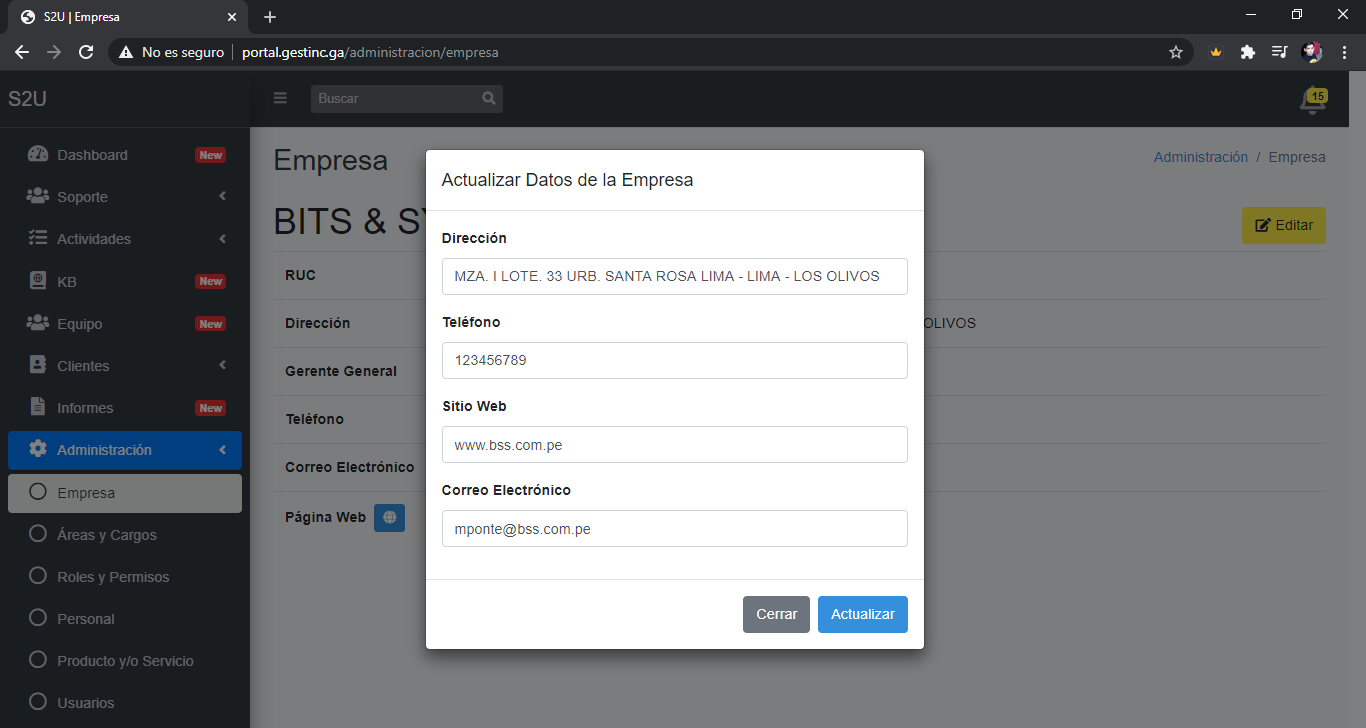 S2U | Empresa
No es seguro
portal.gestinc.ga/administracion/empresa
S2U
Buscar
15
Dashboard New
Soporte
Actividades
KB New
Equipo New
Clientes
Informes New
Administración
Empresa
Áreas y Cargos
Roles y Permisos
Personal
Producto y/o Servicio
Usuarios
Empresa
Administración / Empresa
BITS &
Editar
RUC
Dirección
OLIVOS
Gerente General
Teléfono
Correo Electrónico
Página Web
Actualizar Datos de la Empresa
Dirección
MZA. I LOTE. 33 URB. SANTA ROSA LIMA - LIMA - LOS OLIVOS
Teléfono
123456789
Sitio Web
www.bss.com.pe
Correo Electrónico
mponte@bss.com.pe
Cerrar
Actualizar